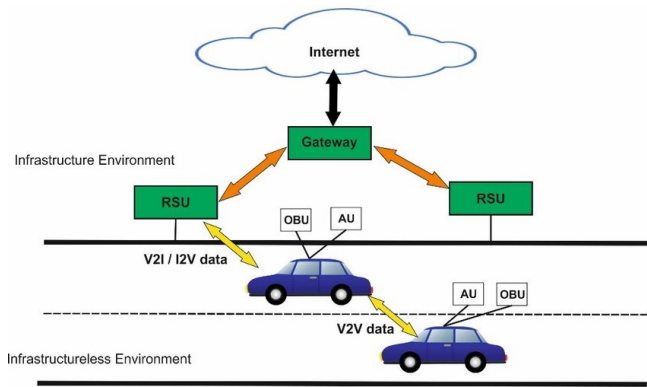 Internet
Gateway
Infrastructure Environment
RSU
RSU
OBU
AU
V2I / I2V data
AU
OBU
V2V data
Infrastructureless Environment